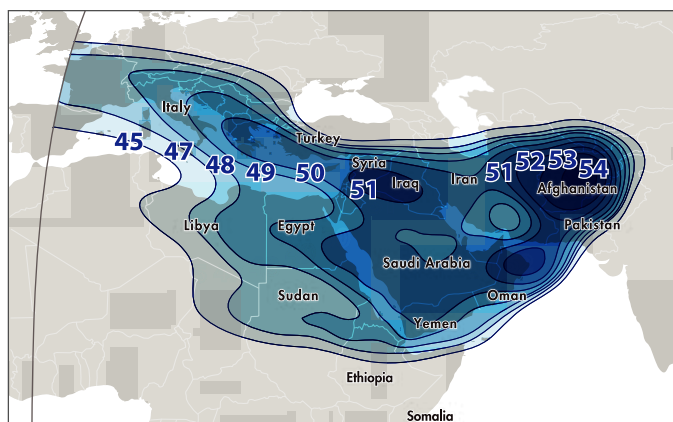 Italy
Turkey
45
47
48
49
50
51
Syria
Iraq
Iran
51
52
53
54
Afghanistan
Libya
Egypt
Pakistan
Saudi Arabia
Sudan
Oman
Yemen
Ethiopia
Somalia